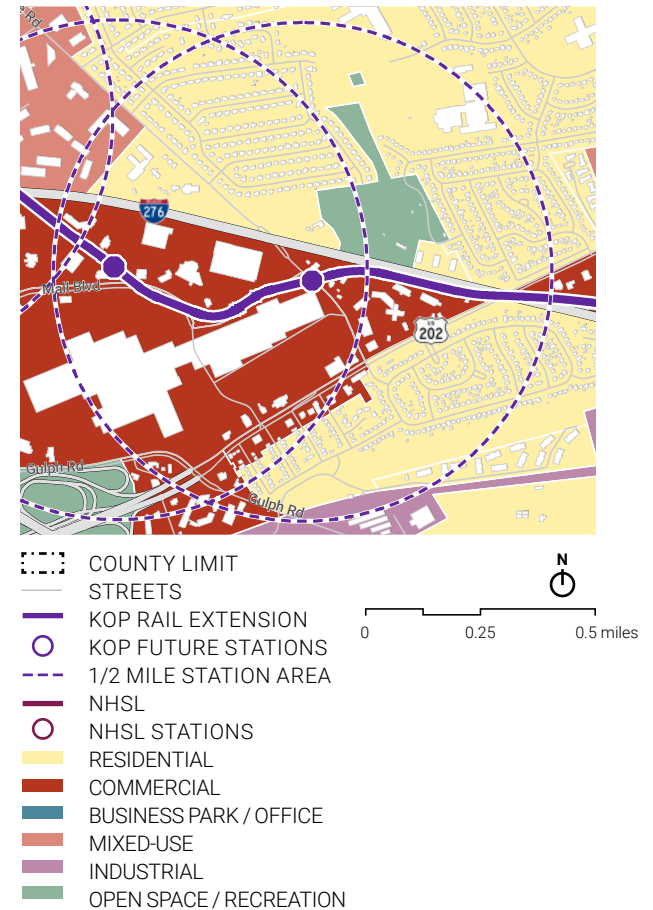 Rd
276
Mall Blvd
US
202
Gulph Rd
Gulph Rd
COUNTY LIMIT
STREETS
KOP RAIL EXTENSION
KOP FUTURE STATIONS
1/2 MILE STATION AREA
NHSL
NHSL STATIONS
RESIDENTIAL
COMMERCIAL
BUSINESS PARK / OFFICE
MIXED-USE
INDUSTRIAL
OPEN SPACE / RECREATION
N
0 0.25 0.5 miles